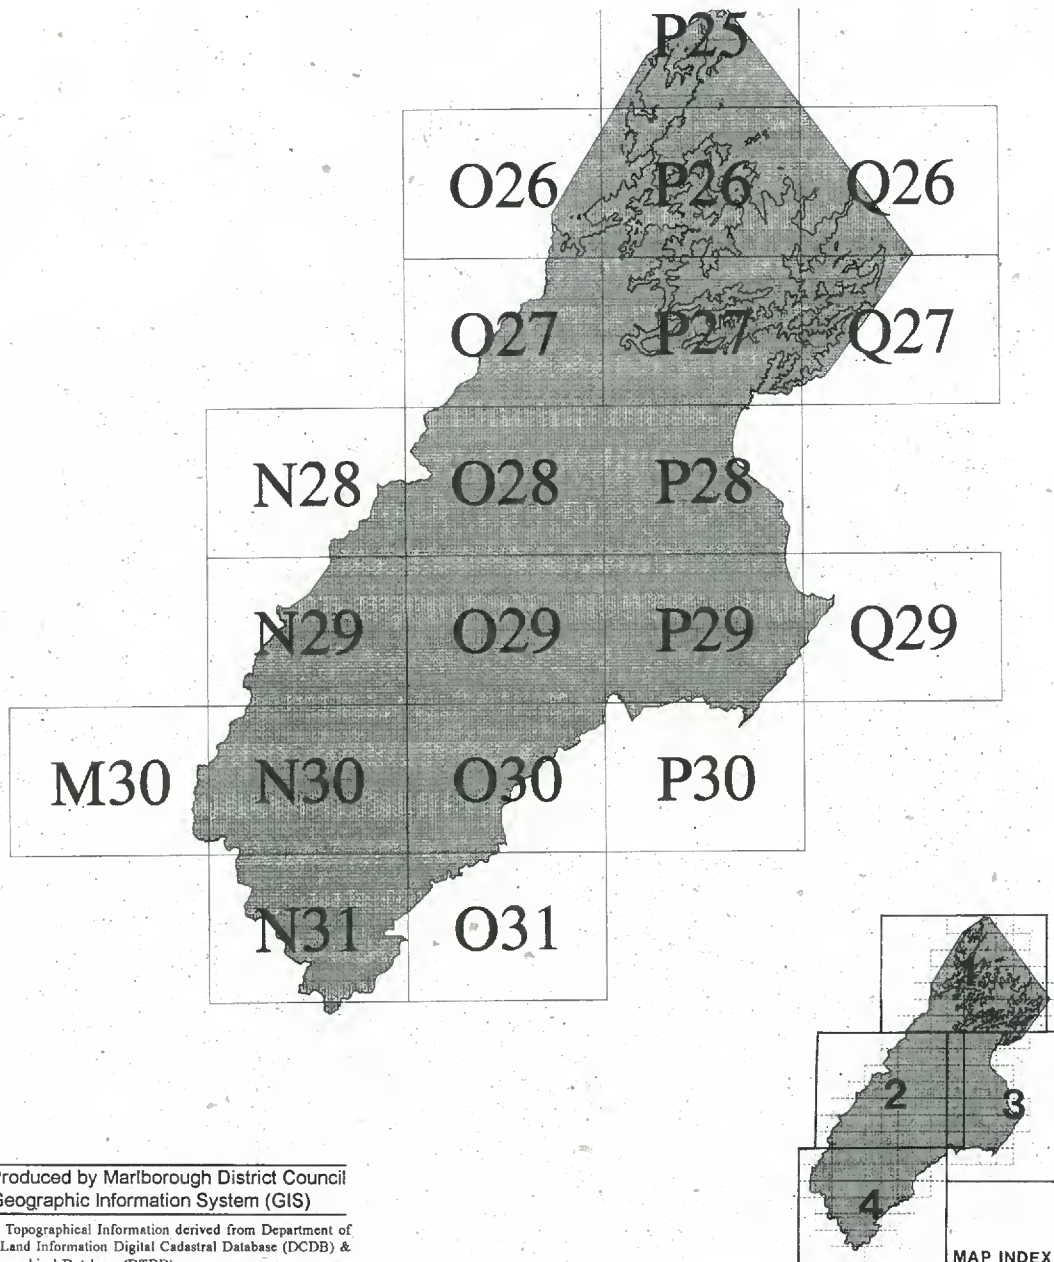 P25
O26 P26 Q26
O27 P27 Q27
N28 O28 P28
N29 O29 P29 Q29
M30 N30 O30 P30
N31 O31
1
2
3
4
Produced by Marlborough District Council
Geographic Information System (GIS)
Topographical Information derived from Department of
Land Information Digital Cadastral Database (DCDB) &
MAP INDEX